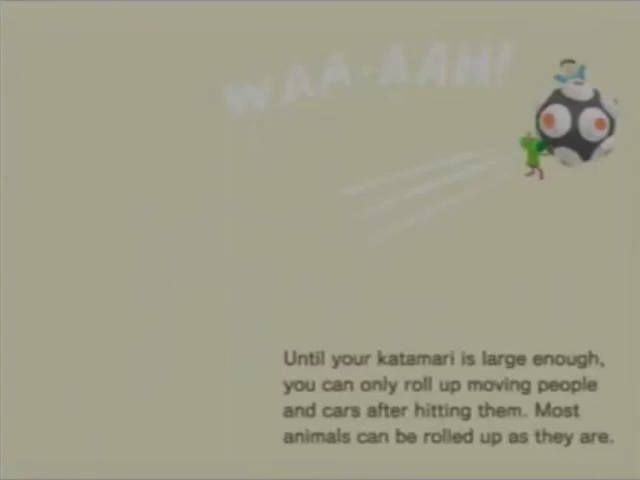 WAA-AAH!
Until your katamari is large enough,
you can only roll up moving people
and cars after hitting them. Most
animals can be rolled up as they are.